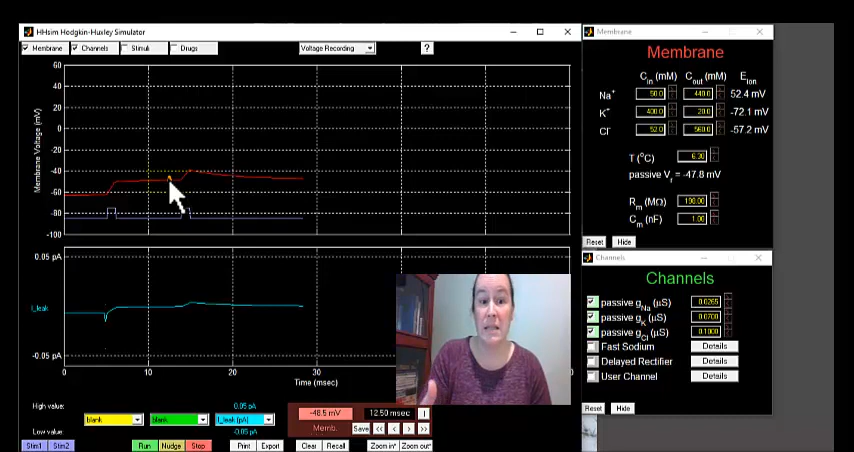 HHsim Hodgkin-Huxley Simulator
Membrane Channels Stimuli Drugs Voltage Recording ?
60
40
20
0
-20
-40
-60
-80
-100
Membrane Voltage (mV)
0.05 pA
I_leak
-0.05 pA
0 10 20 30
Time (msec)
High value: 0.05 pA
blank blank I_leak (pA)
Low value: -0.05 pA
-48.5 mV 12.50 msec
Memb. Save << < > >>
Stim1 Stim2 Run Nudge Stop Print Export Clear Recall Zoom in* Zoom out*
Membrane
Membrane
Cin (mM) Cout (mM) Eion
Na+ 50.0 440.0 52.4 mV
K+ 400.0 20.0 -72.1 mV
Cl- 52.0 560.0 -57.2 mV
T (°C) 6.30
passive Vr = -47.8 mV
Rm (MΩ)
Cm (nF) 1.00
Reset Hide
Channels
Channels
passive gNa (µS) 0.0265
passive gK (µS) 0.0700
passive gCl (µS) 0.1000
Fast Sodium Details
Delayed Rectifier Details
User Channel Details
Reset Hide